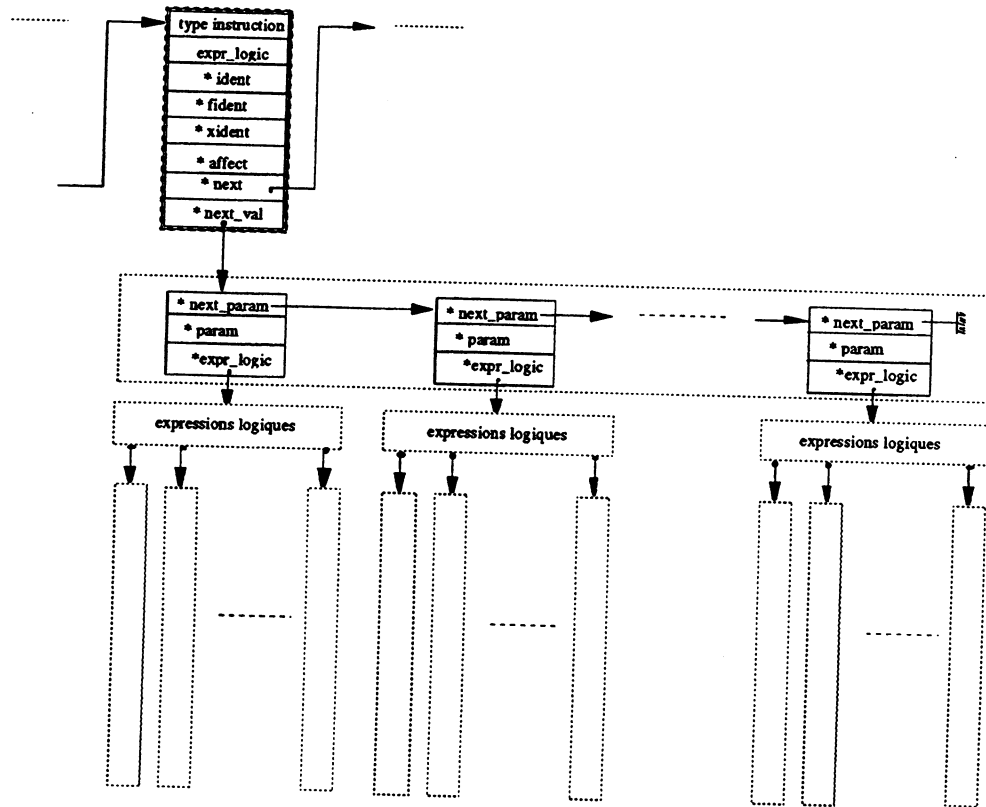 type instruction
expr_logic
* ident
* fident
* xident
* affect
* next
* next_val
* next_param
* param
*expr_logic
* next_param
* param
*expr_logic
* next_param
* param
*expr_logic
expressions logiques
expressions logiques
expressions logiques